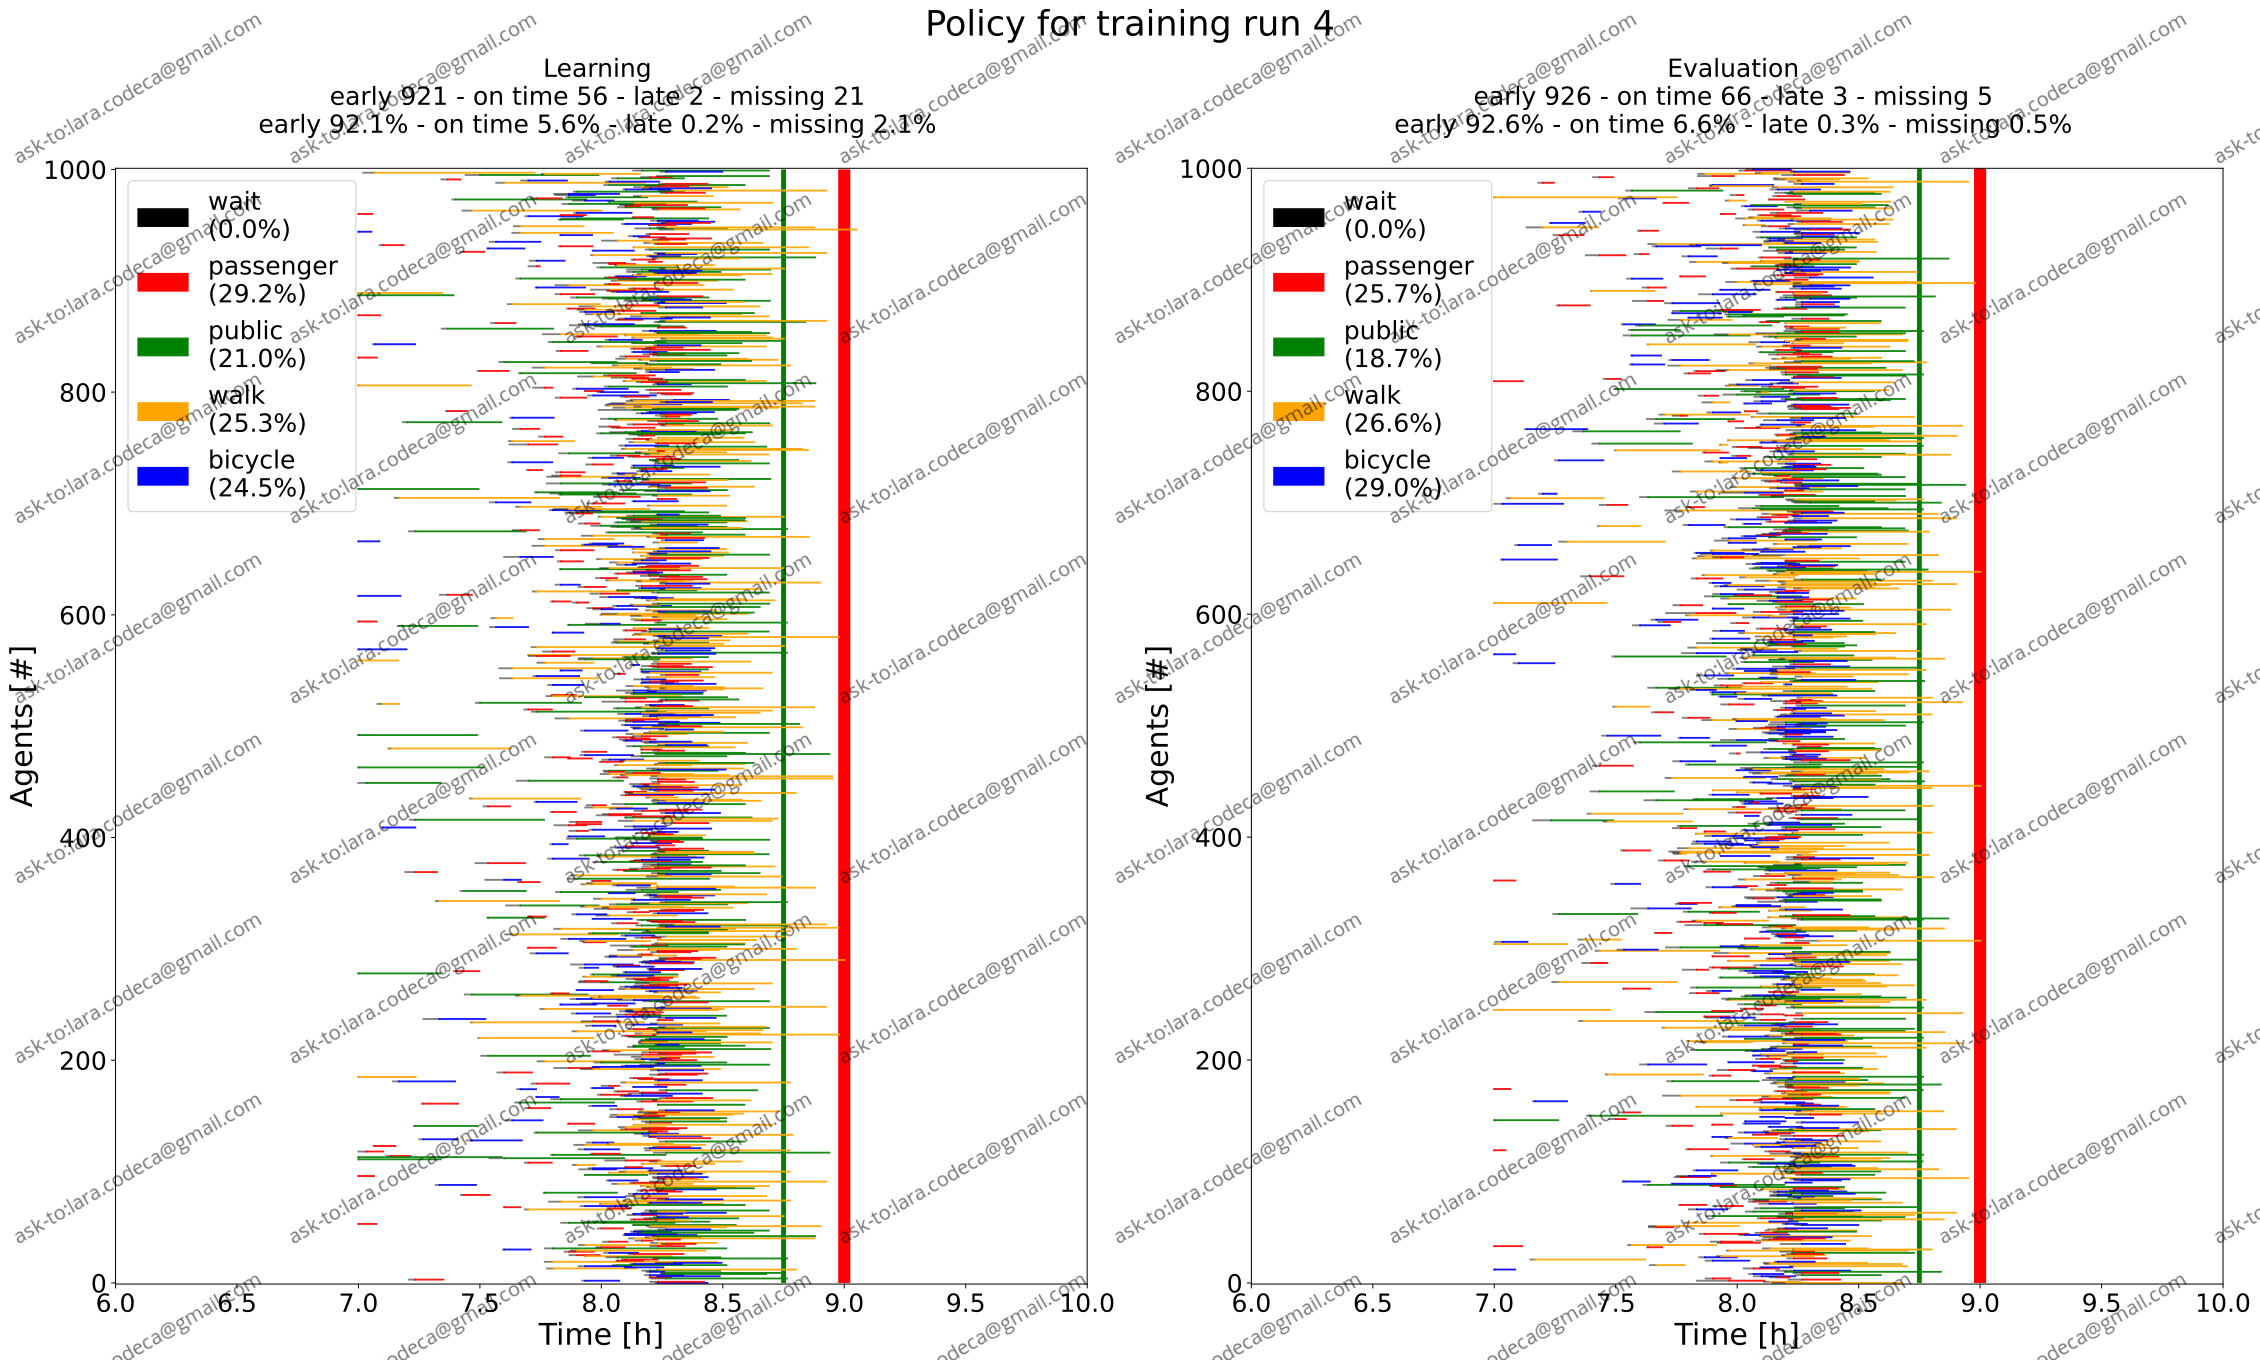 Policy for training run 4
Learning
early 921 - on time 56 - late 2 - missing 21
early 92.1% - on time 5.6% - late 0.2% - missing 2.1%
1000
800
600
400
200
0
Agents [#]
wait
(0.0%)
passenger
(29.2%)
public
(21.0%)
walk
(25.3%)
bicycle
(24.5%)
6.0 6.5 7.0 7.5 8.0 8.5 9.0 9.5 10.0
Time [h]
Evaluation
early 926 - on time 66 - late 3 - missing 5
early 92.6% - on time 6.6% - late 0.3% - missing 0.5%
1000
800
600
400
200
0
Agents [#]
wait
(0.0%)
passenger
(25.7%)
public
(18.7%)
walk
(26.6%)
bicycle
(29.0%)
6.0 6.5 7.0 7.5 8.0 8.5 9.0 9.5 10.0
Time [h]
ask-to:lara.codeca@gmail.com